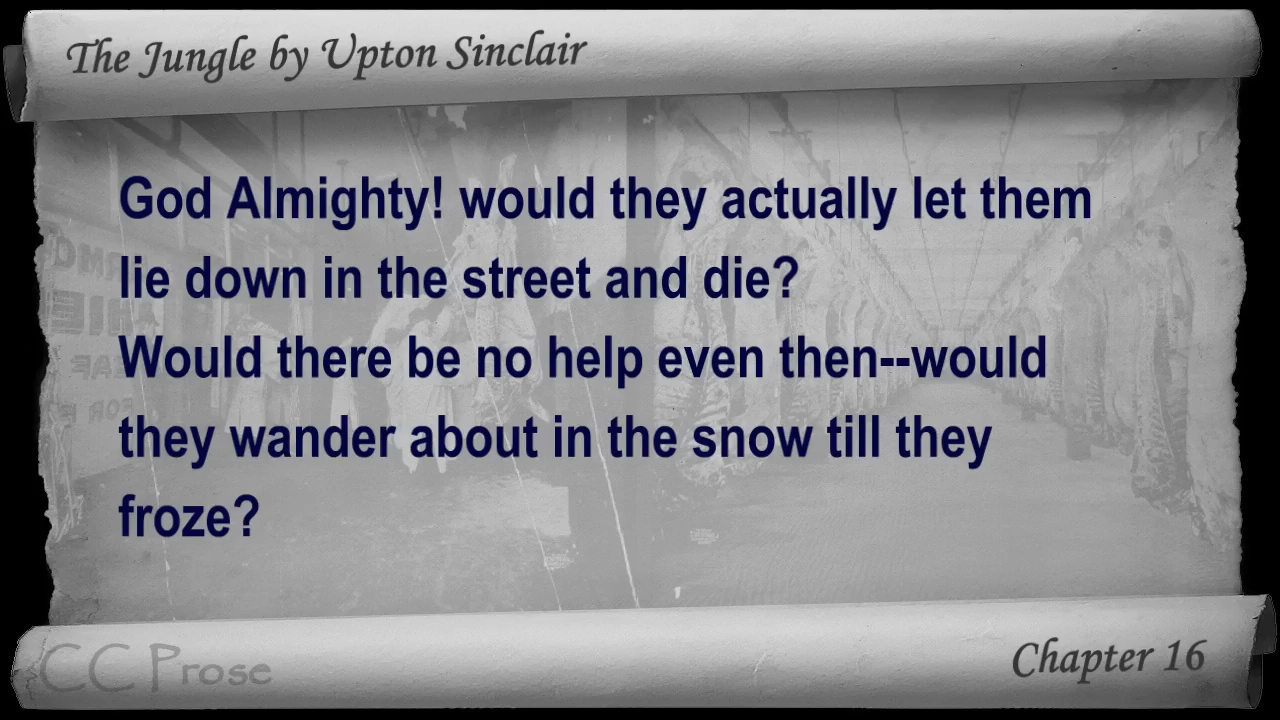 The Jungle by Upton Sinclair
God Almighty! would they actually let them
lie down in the street and die?
Would there be no help even then--would
they wander about in the snow till they
froze?
CC Prose
Chapter 16